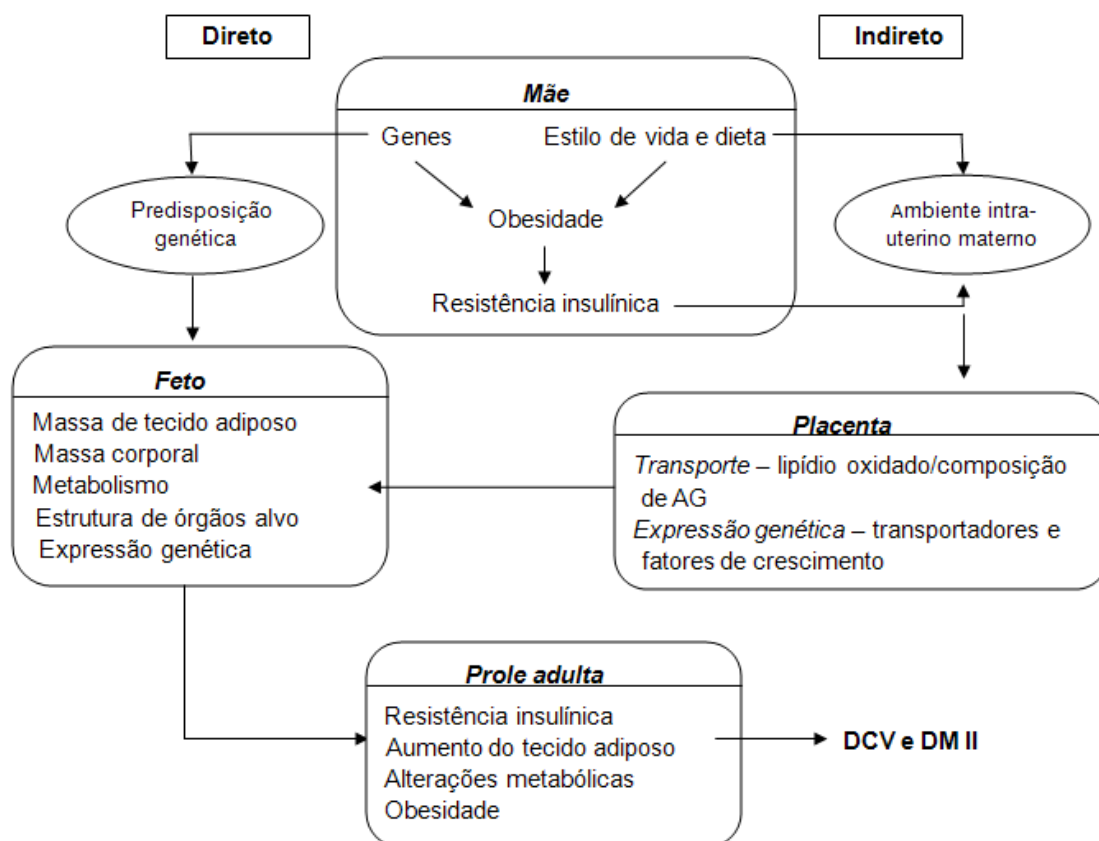 Direto
Indireto
Mãe
Genes
Estilo de vida e dieta
Predisposição
genética
Obesidade
Ambiente intra-
uterino materno
Resistência insulínica
Feto
Massa de tecido adiposo
Massa corporal
Metabolismo
Estrutura de órgãos alvo
Expressão genética
Placenta
Transporte – lipídio oxidado/composição
de AG
Expressão genética – transportadores e
fatores de crescimento
Prole adulta
Resistência insulínica
Aumento do tecido adiposo
Alterações metabólicas
Obesidade
DCV e DM II